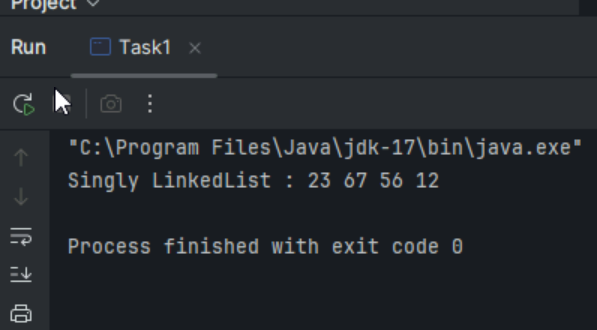 Project
Run Task1
"C:\Program Files\Java\jdk-17\bin\java.exe"
Singly LinkedList : 23 67 56 12
Process finished with exit code 0